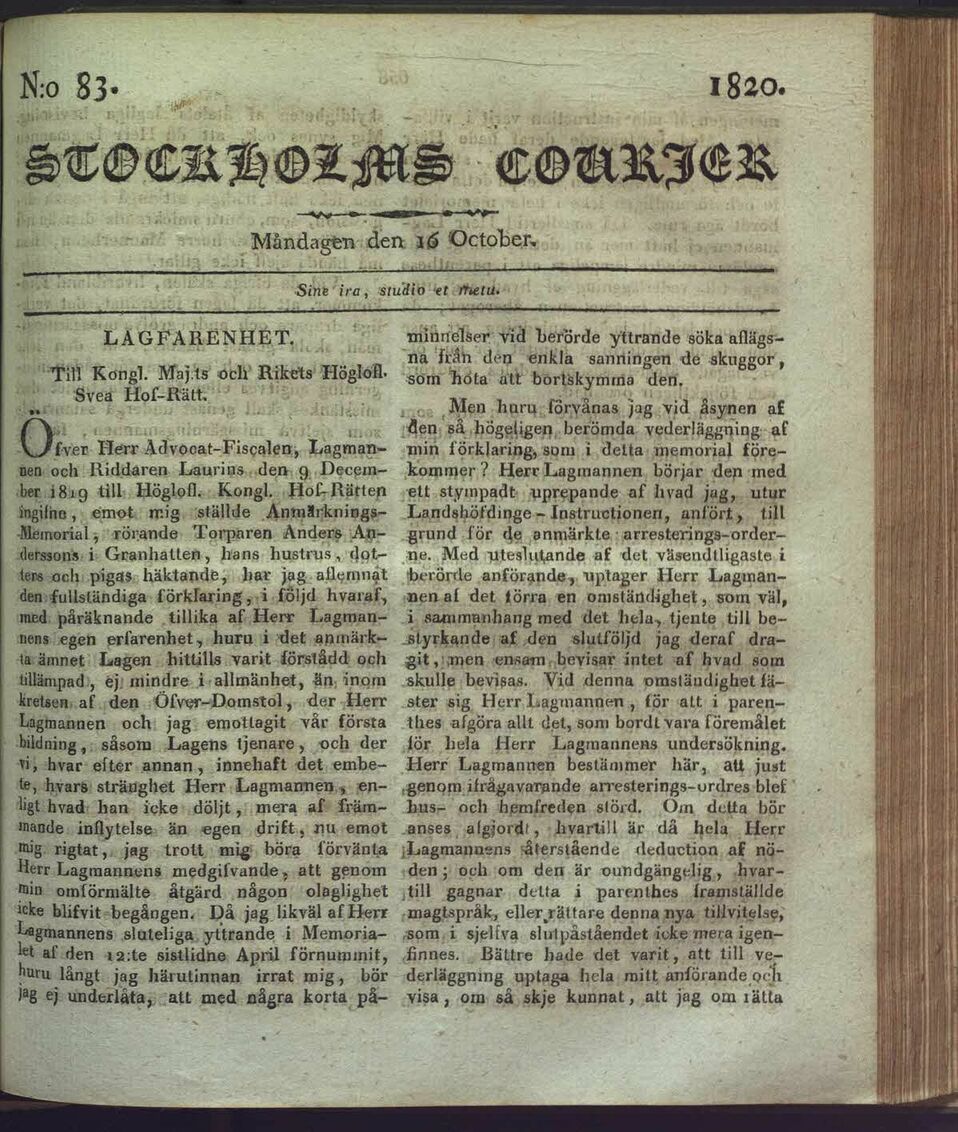 N:o 83.
1820.
STOCKHOLMS COURIER
Måndagen den 16 October.
Sine ira, studio et metu.
LAGFARENHET.
Till Kongl. Maj:ts och Rikets Höglofl.
Svea Hof-Rätt.
Öfver Herr Advocat-Fiscalen, Lagman-
nen och Riddaren Laurins den 9 Decem-
ber 1819 till Höglofl. Kongl. Hof-Rätten
ingifne, emot mig ställde Anmärknings-
Memorial, rörande Torparen Anders An-
derssons i Granhatten, hans hustrus, dot-
ters och pigas häktande, har jag aflemnat
den fullständiga förklaring, i följd hvaraf,
med påräknande tillika af Herr Lagman-
nens egen erfarenhet, huru i det anmärk-
ta ämnet Lagen hittills varit förstådd och
tillämpad, ej mindre i allmänhet, än inom
kretsen af den Öfver-Domstol, der Herr
Lagmannen och jag emottagit vår första
bildning, såsom Lagens tjenare, och der
vi, hvar efter annan, innehaft det embe-
te, hvars stränghet Herr Lagmannen, en-
ligt hvad han icke döljt, mera af främ-
mande inflytelse än egen drift, nu emot
mig rigtat, jag trott mig böra förvänta
Herr Lagmannens medgifvande, att genom
min omförmälte åtgärd någon olaglighet
icke blifvit begången. Då jag likväl af Herr
Lagmannens sluteliga yttrande i Memoria-
let af den 12:te sistlidne April förnummit,
huru långt jag härutinnan irrat mig, bör
jag ej underlåta, att med några korta på-
minnelser vid berörde yttrande söka aflägs-
na från den enkla sanningen de skuggor,
som hota att bortskymma den.
Men huru förvånas jag vid åsynen af
den så högeligen berömda vederläggning af
min förklaring, som i detta memorial före-
kommer? Herr Lagmannen börjar den med
ett stympadt upprepande af hvad jag, utur
Landshöfdinge-Instructionen, anfört, till
grund för de anmärkte arresterings-order-
ne. Med uteslutande af det väsendtligaste i
berörde anförande, upptager Herr Lagman-
nen af det förra en omständighet, som väl,
i sammanhang med det hela, tjente till be-
styrkande af den slutföljd jag deraf dra-
git, men ensam bevisar intet af hvad som
skulle bevisas. Vid denna omständighet fä-
ster sig Herr Lagmannen, för att i paren-
thes afgöra allt det, som bordt vara föremålet
för hela Herr Lagmannens undersökning.
Herr Lagmannen bestämmer här, att just
genom ifrågavarande arresterings-ordres blef
hus- och hemfreden störd. Om detta bör
anses afgjordt, hvartill är då hela Herr
Lagmannens återstående deduction af nö-
den; och om den är oundgängelig, hvar-
till gagnar detta i parenthes framställde
magtspråk, eller rättare denna nya tillvitelse,
som i sjelfva slutpåståendet icke mera igen-
finnes. Bättre hade det varit, att till ve-
derläggning uptaga hela mitt anförande och
visa, om så skje kunnat, att jag om rätta